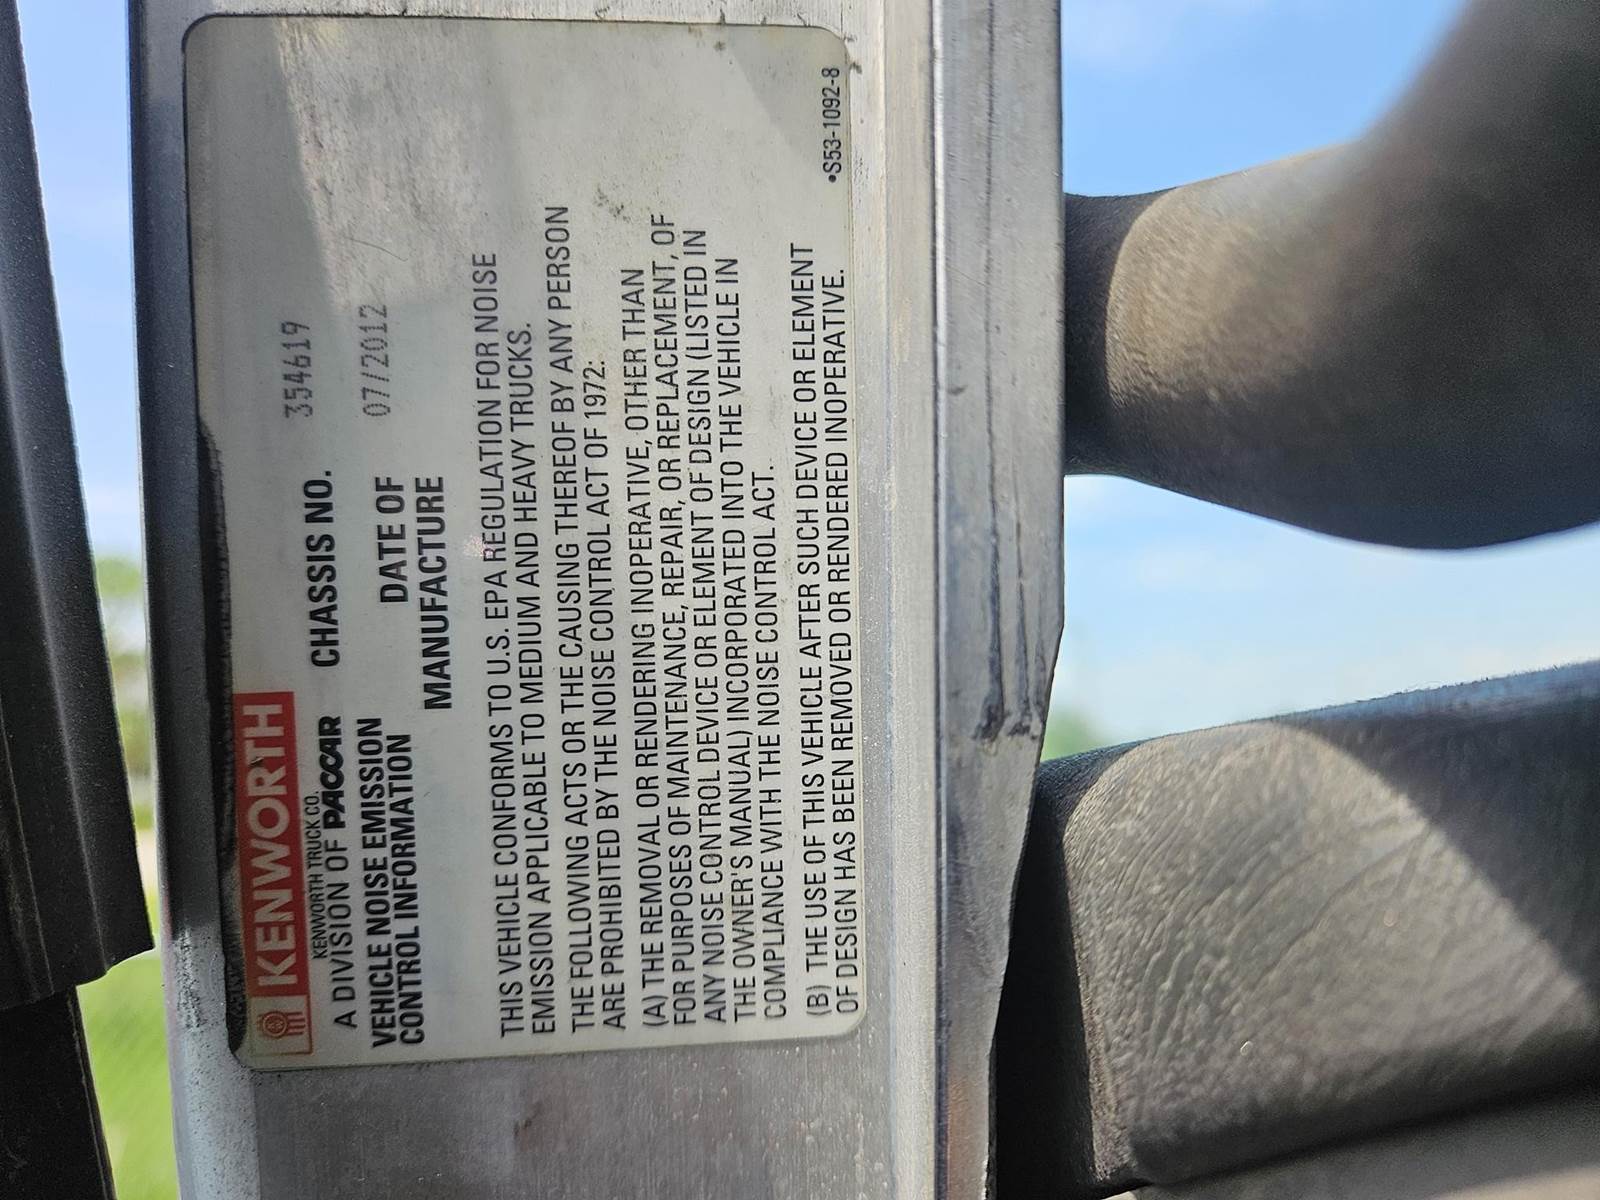 KENWORTH
KENWORTH TRUCK CO.
A DIVISION OF PACCAR
CHASSIS NO. 354619
VEHICLE NOISE EMISSION
CONTROL INFORMATION
DATE OF
MANUFACTURE
07/2012
THIS VEHICLE CONFORMS TO U.S. EPA REGULATION FOR NOISE
EMISSION APPLICABLE TO MEDIUM AND HEAVY TRUCKS.
THE FOLLOWING ACTS OR THE CAUSING THEREOF BY ANY PERSON
ARE PROHIBITED BY THE NOISE CONTROL ACT OF 1972:
(A) THE REMOVAL OR RENDERING INOPERATIVE, OTHER THAN
FOR PURPOSES OF MAINTENANCE, REPAIR, OR REPLACEMENT, OF
ANY NOISE CONTROL DEVICE OR ELEMENT OF DESIGN (LISTED IN
THE OWNER'S MANUAL) INCORPORATED INTO THE VEHICLE IN
COMPLIANCE WITH THE NOISE CONTROL ACT.
(B) THE USE OF THIS VEHICLE AFTER SUCH DEVICE OR ELEMENT
OF DESIGN HAS BEEN REMOVED OR RENDERED INOPERATIVE.
•S53-1092-8